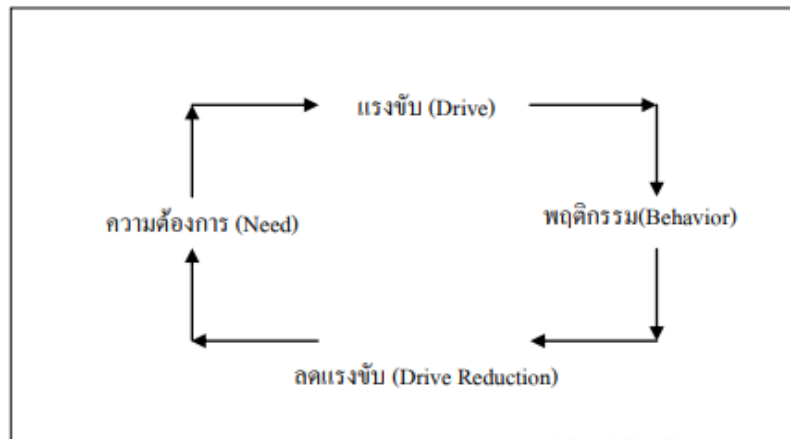 แรงขับ (Drive)
ความต้องการ (Need)
พฤติกรรม(Behavior)
ลดแรงขับ (Drive Reduction)